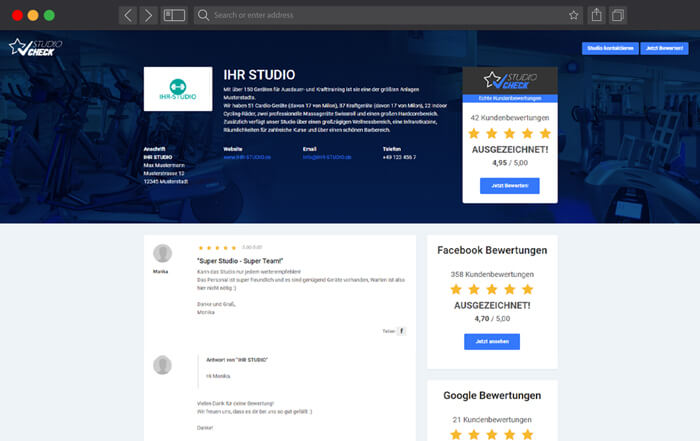 Search or enter address
STUDIO
CHECK
Studio kontaktieren
Jetzt Bewerten!
IHR STUDIO
IHR-STUDIO
Mit über 150 Geräten für Ausdauer- und Krafttraining ist sie eine der größten Anlagen
Musterstadts.
Wir haben 51 Cardio-Geräte (davon 17 von Milon), 87 Kraftgeräte (davon 17 von Milon), 22 Indoor
Cycling-Räder, zwei professionelle Massagegeräte Swissroll und einen großen Hardcorebereich.
Zusätzlich verfügt unser Studio über einen großzügigen Wellnessbereich, eine Infrarotkabine,
Räumlichkeiten für zahlreiche Kurse und über einen schönen Barbereich.
Anschrift
IHR STUDIO
Max Mustermann
Musterstrasse 12
12345 Musterstadt
Website
www.IHR-STUDIO.de
Email
info@IHR-STUDIO.de
Telefon
+49 123 456 7
STUDIO
CHECK
Echte Kundenbewertungen
42 Kundenbewertungen
AUSGEZEICHNET!
4,95 / 5,00
Jetzt Bewerten!
Monika
5.00-5.00
"Super Studio - Super Team!"
Kann das Studio nur jedem weiterempfehlen!
Das Personal ist super freundlich und es sind genügend Geräte vorhanden, Warten ist also
hier nicht nötig :)
Danke und Gruß,
Monika
Teilen:
Antwort von "IHR STUDIO"
Hi Monika,
Vielen Dank für deine Bewertung!
Wir freuen uns, dass es dir bei uns so gut gefällt :)
Danke!
Facebook Bewertungen
358 Kundenbewertungen
AUSGEZEICHNET!
4,70 / 5,00
Jetzt ansehen
Google Bewertungen
21 Kundenbewertungen